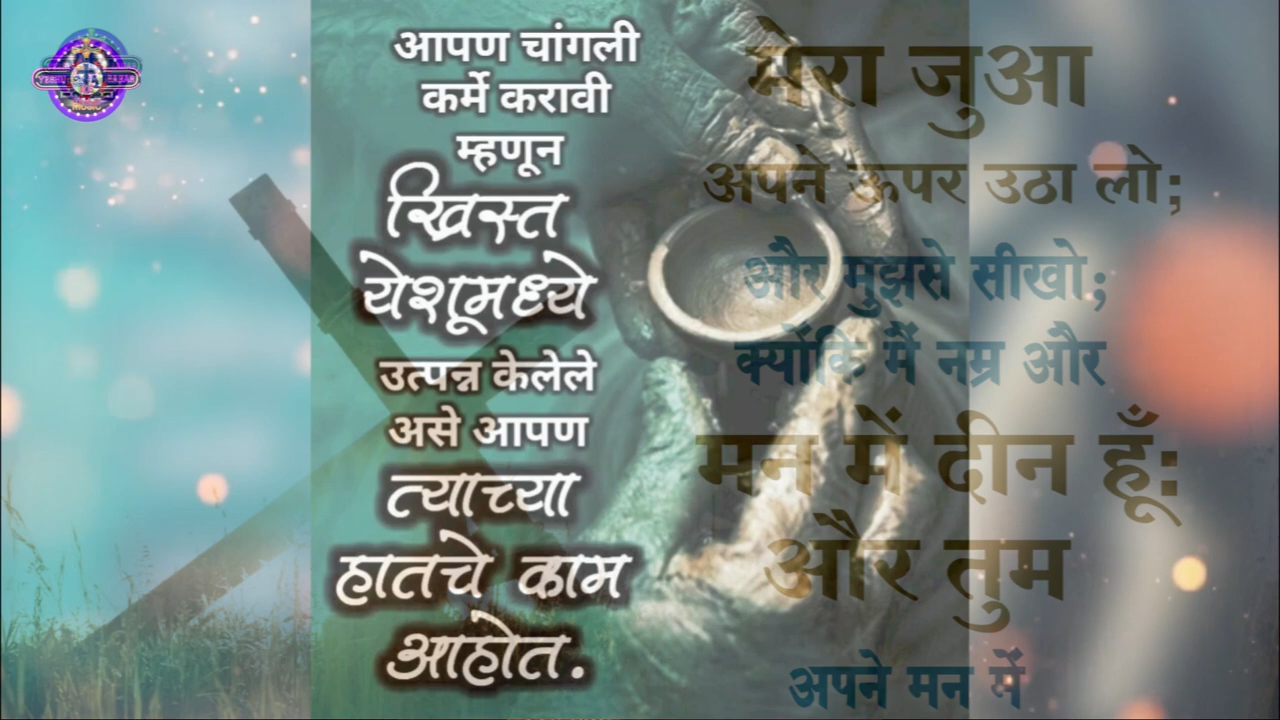 आपण चांगली
कर्मे करावी
म्हणून
ख्रिस्त
येशूमध्ये
उत्पन्न केलेले
असे आपण
त्याच्या
हातचे काम
आहोत.
मेरा जुआ
अपने ऊपर उठा लो;
और मुझसे सीखो;
क्योंकि मैं नम्र और
मन में दीन हूँ:
और तुम
अपने मन में
MUSIC